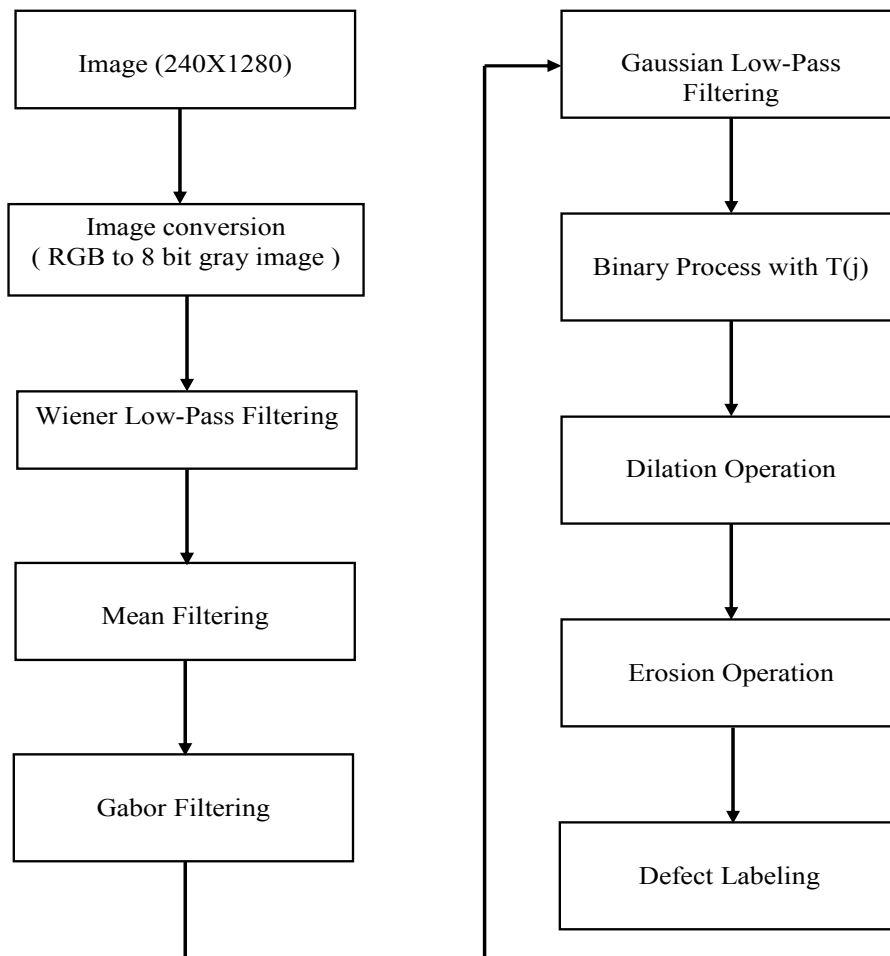 Image (240X1280)
Image conversion
( RGB to 8 bit gray image )
Wiener Low-Pass Filtering
Mean Filtering
Gabor Filtering
Gaussian Low-Pass
Filtering
Binary Process with T(j)
Dilation Operation
Erosion Operation
Defect Labeling